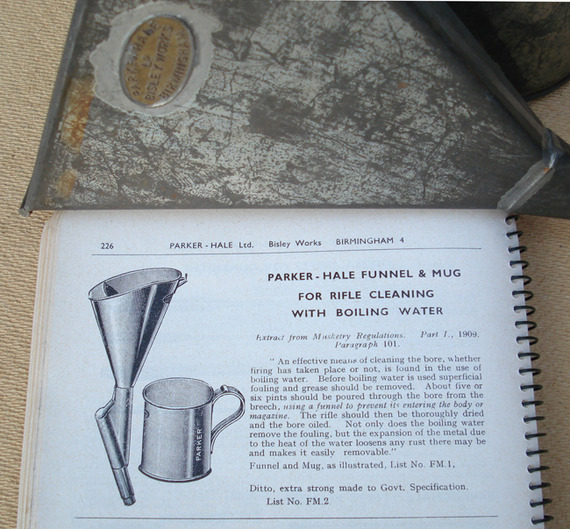 PARKER-HALE
LD
BISLEY WORKS
BIRMINGHAM
226 PARKER-HALE Ltd. Bisley Works BIRMINGHAM 4
PARKER-HALE FUNNEL & MUG
FOR RIFLE CLEANING
WITH BOILING WATER
Extract from Musketry Regulations. Part I., 1909.
Paragraph 101.
" An effective means of cleaning the bore, whether
firing has taken place or not, is found in the use of
boiling water. Before boiling water is used superficial
fouling and grease should be removed. About five or
six pints should be poured through the bore from the
breech, using a funnel to prevent its entering the body or
magazine. The rifle should then be thoroughly dried
and the bore oiled. Not only does the boiling water
remove the fouling, but the expansion of the metal due
to the heat of the water loosens any rust there may be
and makes it easily removable."
Funnel and Mug, as illustrated, List No. FM.1,
Ditto, extra strong made to Govt. Specification.
List No. FM.2
PARKER